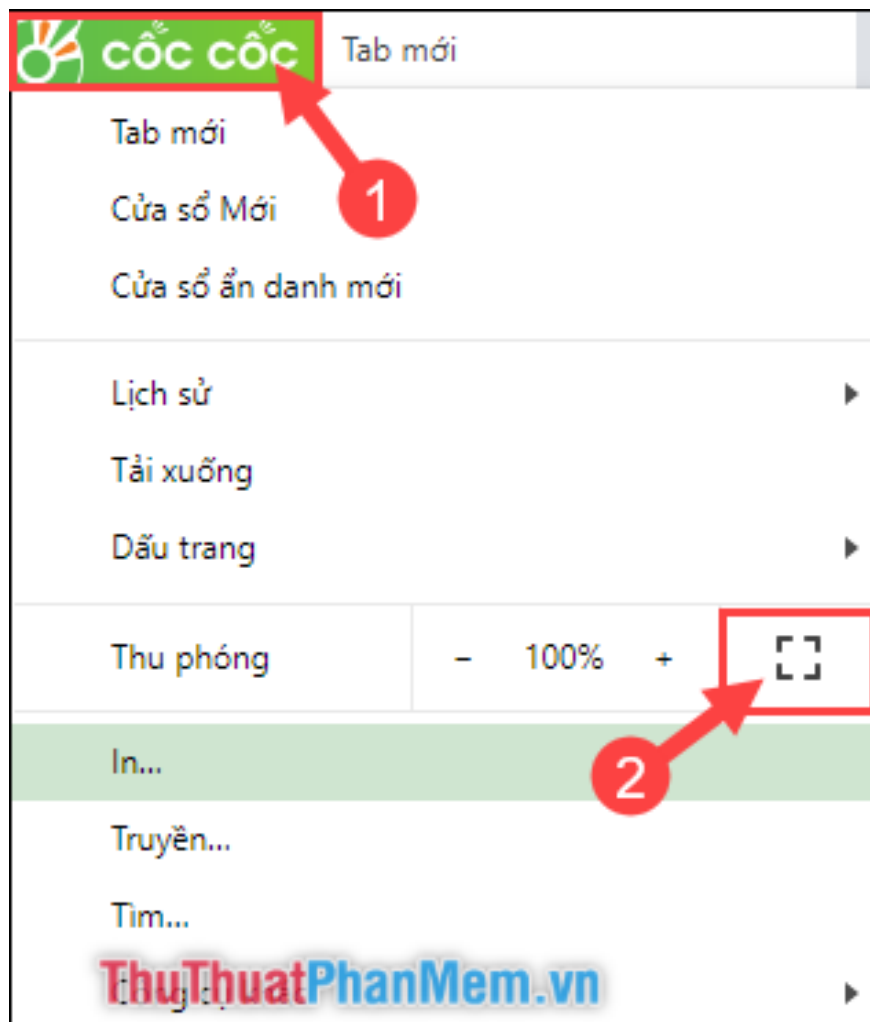 cốc cốc Tab mới
Tab mới
1
Cửa sổ Mới
Cửa sổ ẩn danh mới
Lịch sử
Tải xuống
Dấu trang
Thu phóng - 100% +
In...
2
Truyền...
Tìm...
ThuThuatPhanMem.vn